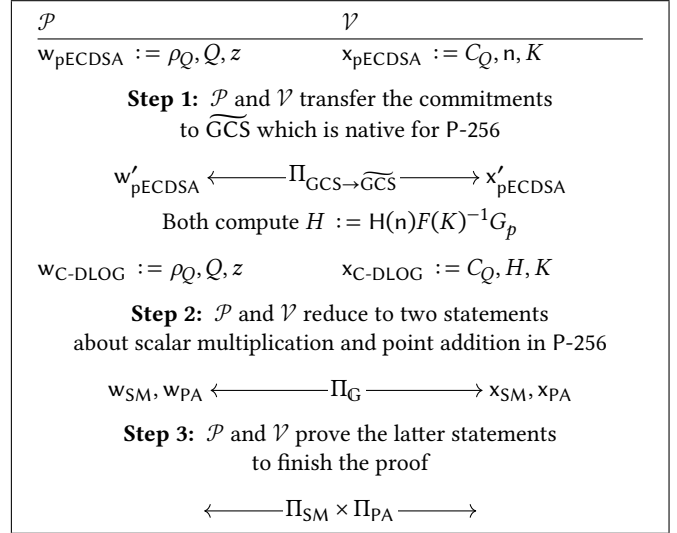 𝒫 𝒱
w_pECDSA := ρ_Q, Q, z x_pECDSA := C_Q, n, K
Step 1: 𝒫 and 𝒱 transfer the commitments
to G͠CS which is native for P-256
w′_pECDSA ⟵ Π_GCS→G͠CS ⟶ x′_pECDSA
Both compute H := H(n)F(K)⁻¹G_p
w_C-DLOG := ρ_Q, Q, z x_C-DLOG := C_Q, H, K
Step 2: 𝒫 and 𝒱 reduce to two statements
about scalar multiplication and point addition in P-256
w_SM, w_PA ⟵ Π_𝔾 ⟶ x_SM, x_PA
Step 3: 𝒫 and 𝒱 prove the latter statements
to finish the proof
⟵ Π_SM × Π_PA ⟶